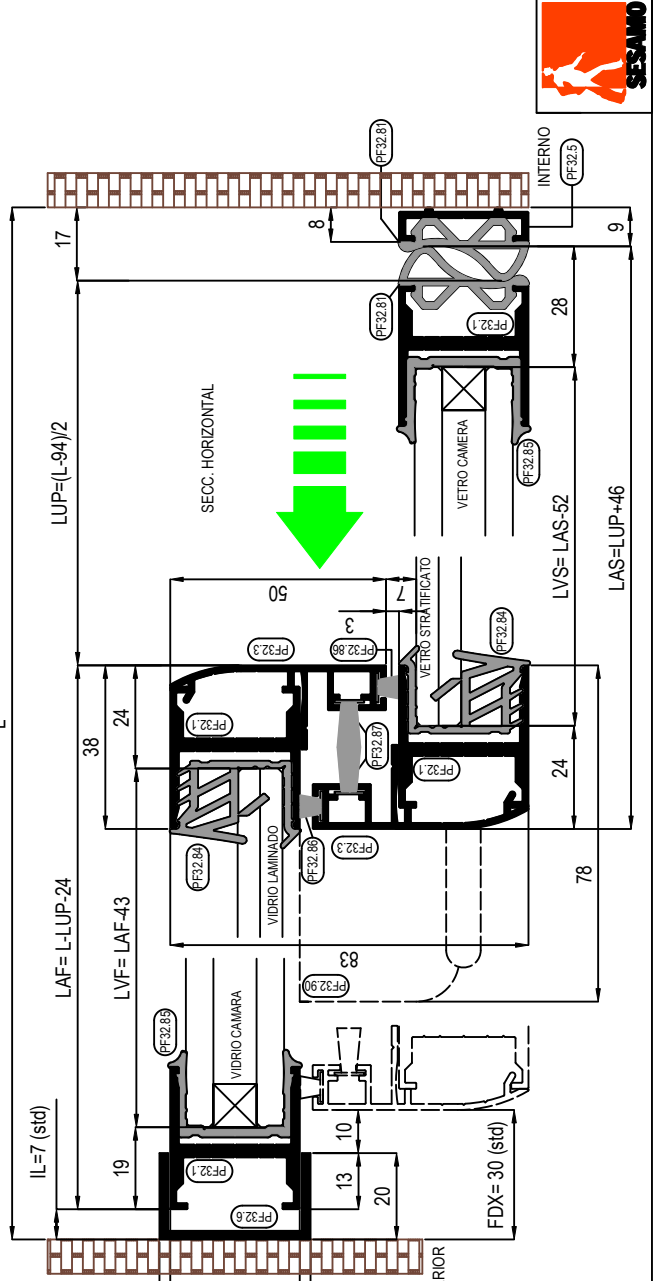 L
17
8
PF32.81
INTERNO
PF32.5
9
LUP=(L-94)/2
SECC. HORIZONTAL
PF32.81
PF32.1
28
PF32.85
VETRO CAMERA
LVS= LAS-52
LAS=LUP+46
50
7
3
VETRO STRATIFICATO
PF32.84
PF32.86
PF32.3
38
24
PF32.1
PF32.87
PF32.1
24
LAF= L-LUP-24
LVF= LAF-43
PF32.84
VIDRIO LAMINADO
PF32.86
PF32.3
78
83
PF32.90
PF32.85
VIDRIO CAMARA
IL=7 (std)
19
PF32.1
PF32.6
10
13
20
FDX= 30 (std)
RIOR
SESAMO